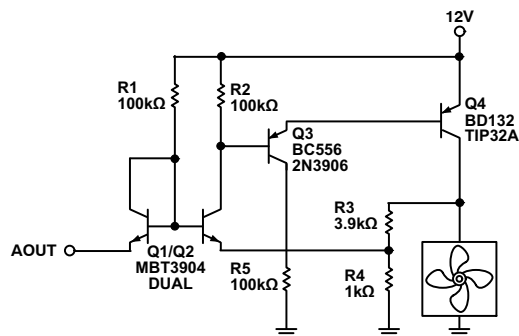 12V
R1
100kΩ
R2
100kΩ
Q3
BC556
2N3906
Q4
BD132
TIP32A
AOUT
Q1/Q2
MBT3904
DUAL
R3
3.9kΩ
R5
100kΩ
R4
1kΩ